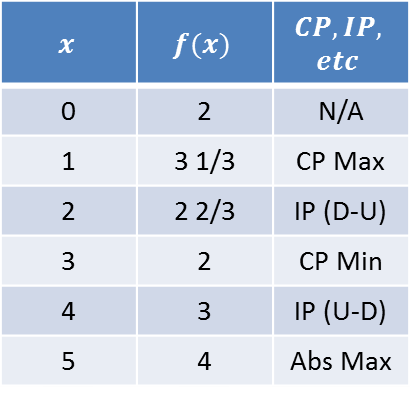 x f(x) CP, IP, etc
0 2 N/A
1 3 1/3 CP Max
2 2 2/3 IP (D-U)
3 2 CP Min
4 3 IP (U-D)
5 4 Abs Max